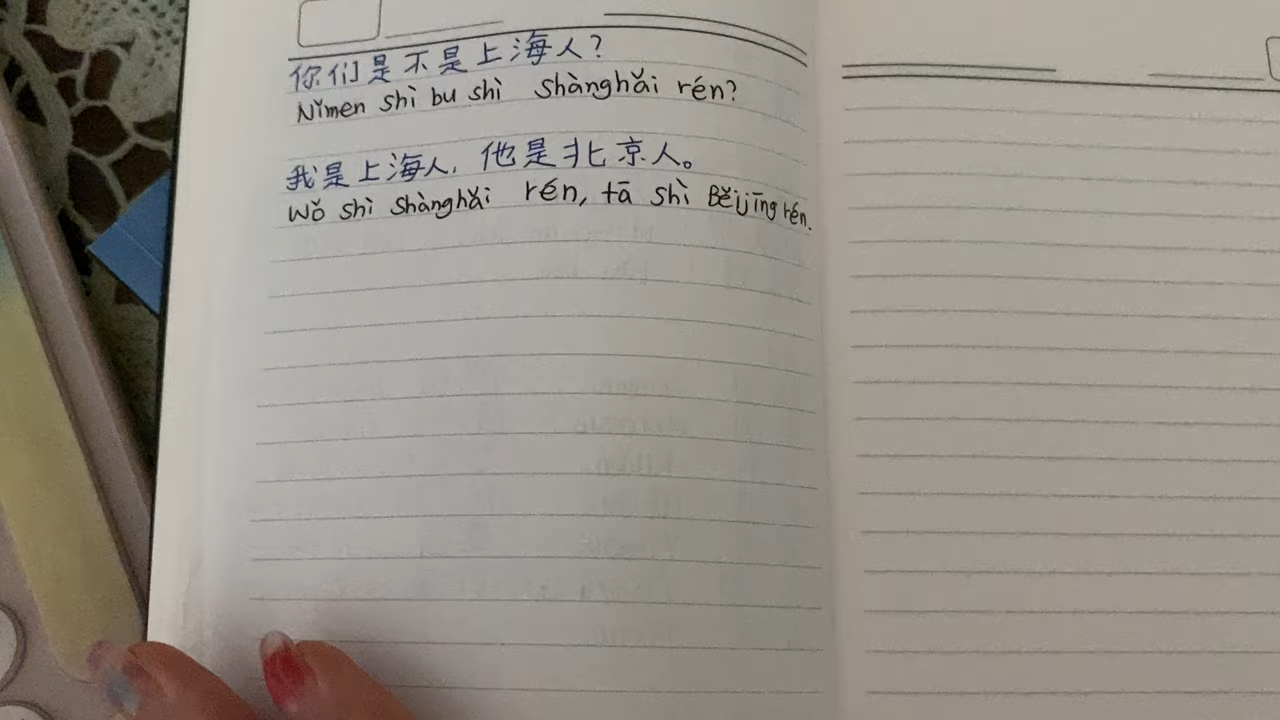 你们是不是上海人?
Nǐmen shì bu shì Shànghǎi rén?
我是上海人, 他是北京人。
Wǒ shì Shànghǎi rén, tā shì Běijīng rén.